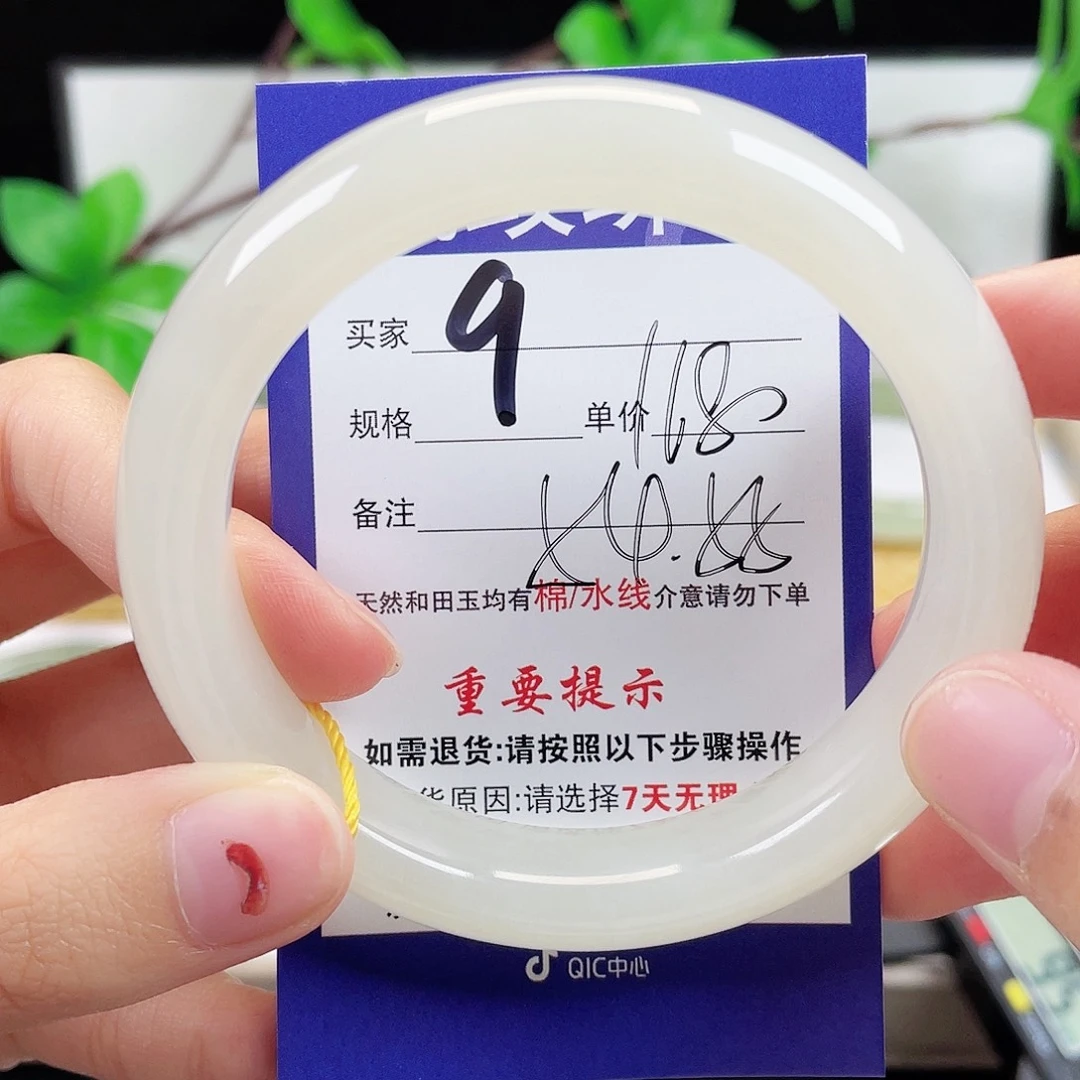 买家 9
规格 单价 1180
备注
天然和田玉均有棉/水线介意请勿下单
重要提示
如需退货:请按照以下步骤操作
货原因:请选择7天无理
QIC中心